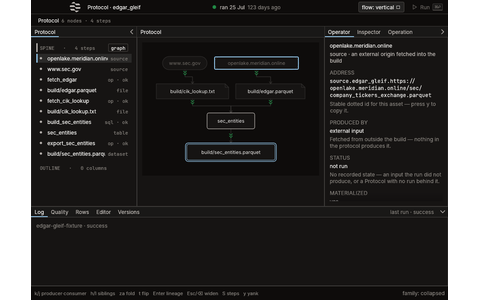 Protocol · edgar_gleif
ran 25 Jul 123 days ago
flow: vertical
Run
Protocol 6 nodes · 6 steps
Protocol
SPINE · 4 steps graph
openlake.meridian.onlin source
www.sec.gov source
fetch_edgar op · ok
build/edgar.parquet file
fetch_cik_lookup op · ok
build/cik_lookup.txt file
build_sec_entities sql · ok
sec_entities table
export_sec_entities op · ok
build/sec_entities.parq dataset
OUTLINE · 0 columns
Protocol
www.sec.gov
openlake.meridian.online
build/cik_lookup.txt
build/edgar.parquet
sec_entities
build/sec_entities.parquet
Operator Inspector Operation
openlake.meridian.online
source · an external origin fetched into the
build
ADDRESS
source.edgar_gleif.https://
openlake.meridian.online/sec/
company_tickers_exchange.parquet
Stable dotted id for this asset — press y to
copy it.
PRODUCED BY
external input
Fetched from outside the build — nothing in
the protocol produces it.
STATUS
not run
No recorded state — an input the run did not
produce, or a Protocol with no run behind it.
MATERIALIZED
Log Quality Rows Editor Versions
last run · success
edgar-gleif-fixture · success
k/j producer-consumer h/l siblings za fold t flip Enter lineage Esc/⌫ widen S steps y yank
family: collapsed